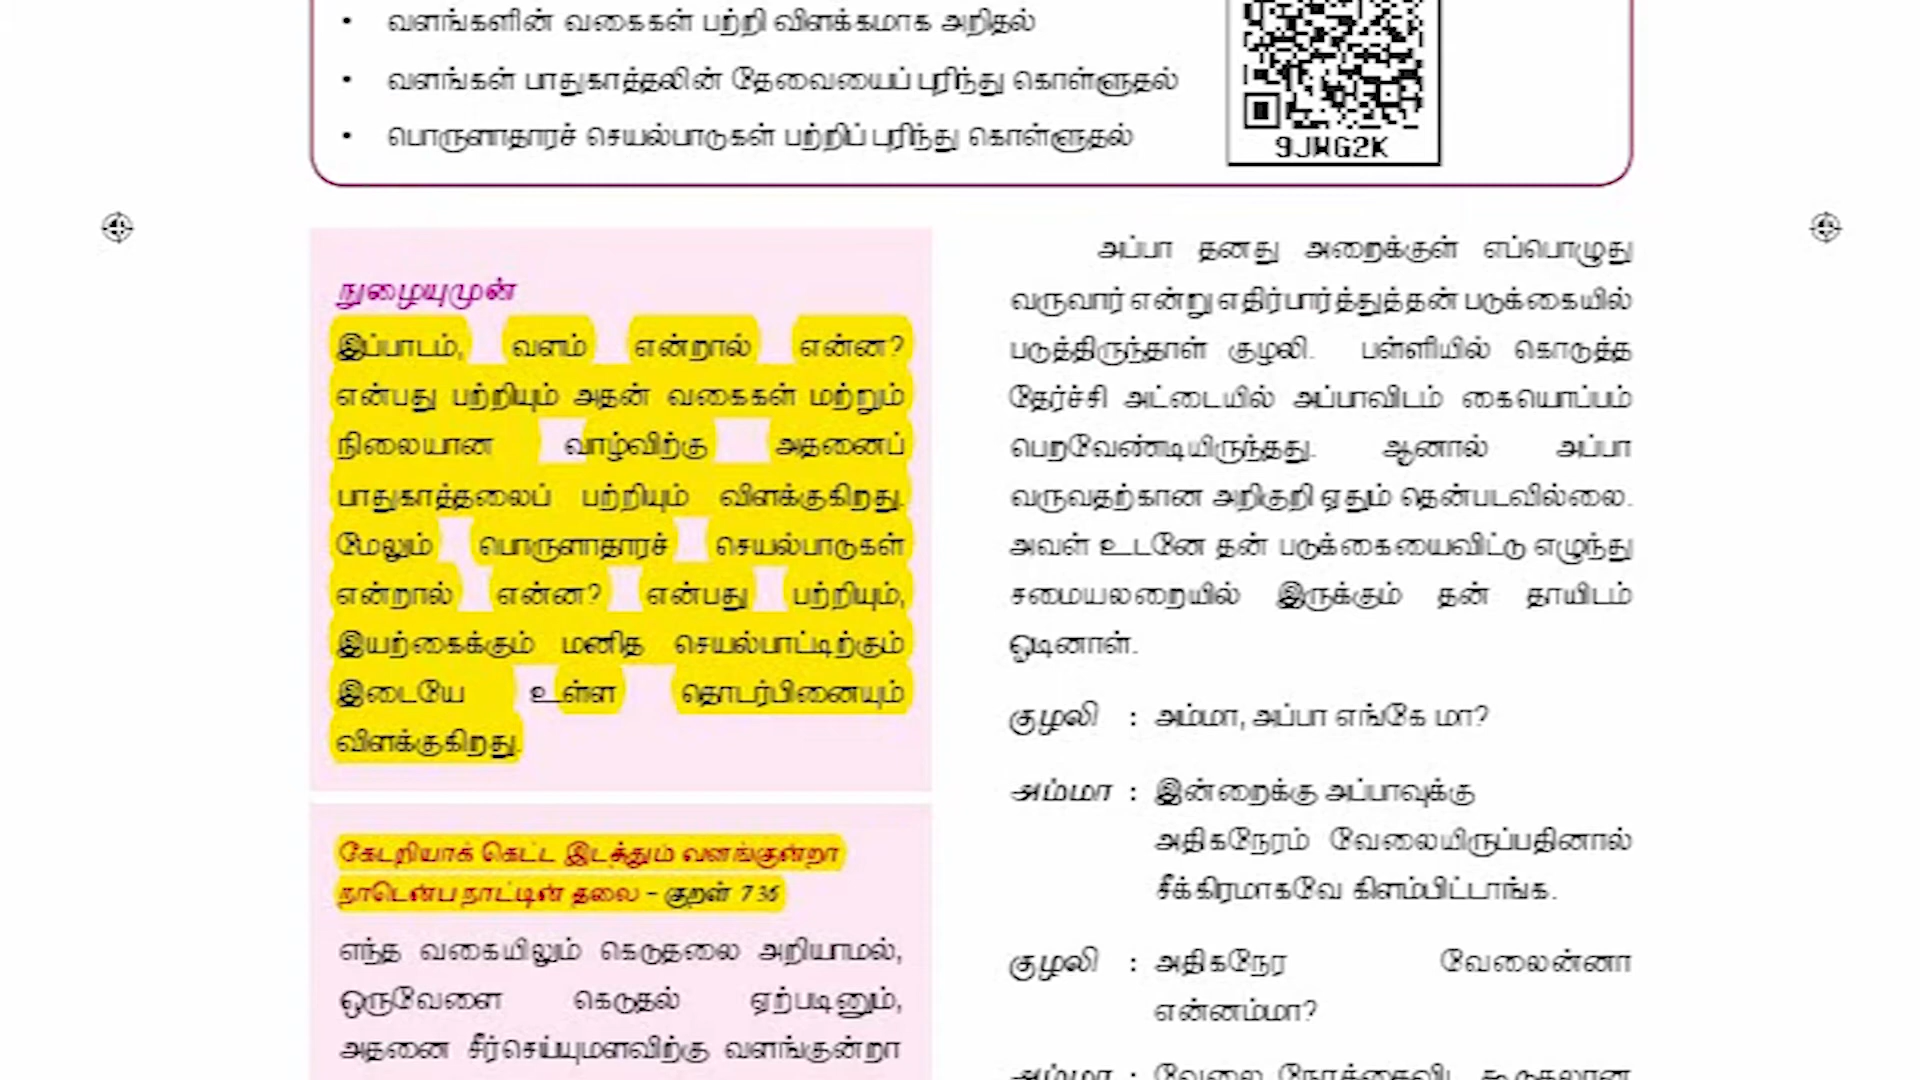 • வளங்களின் வகைகள் பற்றி விளக்கமாக அறிதல்
• வளங்கள் பாதுகாத்தலின் தேவையைப் புரிந்து கொள்ளுதல்
• பொருளாதாரச் செயல்பாடுகள் பற்றிப் புரிந்து கொள்ளுதல்
9JWG2K
நுழையுமுன்
இப்பாடம், வளம் என்றால் என்ன?
என்பது பற்றியும் அதன் வகைகள் மற்றும்
நிலையான வாழ்விற்கு அதனைப்
பாதுகாத்தலைப் பற்றியும் விளக்குகிறது.
மேலும் பொருளாதாரச் செயல்பாடுகள்
என்றால் என்ன? என்பது பற்றியும்,
இயற்கைக்கும் மனித செயல்பாட்டிற்கும்
இடையே உள்ள தொடர்பினையும்
விளக்குகிறது.
கேடறியாக் கெட்ட இடத்தும் வளங்குன்றா
நாடென்ப நாட்டின் தலை – குறள் 736
எந்த வகையிலும் கெடுதலை அறியாமல்,
ஒருவேளை கெடுதல் ஏற்படினும்,
அதனை சீர்செய்யுமளவிற்கு வளங்குன்றா
அப்பா தனது அறைக்குள் எப்பொழுது
வருவார் என்று எதிர்பார்த்துத்தன் படுக்கையில்
படுத்திருந்தாள் குழலி. பள்ளியில் கொடுத்த
தேர்ச்சி அட்டையில் அப்பாவிடம் கையொப்பம்
பெறவேண்டியிருந்தது. ஆனால் அப்பா
வருவதற்கான அறிகுறி ஏதும் தென்படவில்லை.
அவள் உடனே தன் படுக்கையைவிட்டு எழுந்து
சமையலறையில் இருக்கும் தன் தாயிடம்
ஓடினாள்.
குழலி : அம்மா, அப்பா எங்கே மா?
அம்மா : இன்றைக்கு அப்பாவுக்கு
அதிகநேரம் வேலையிருப்பதினால்
சீக்கிரமாகவே கிளம்பிட்டாங்க.
குழலி : அதிகநேர வேலைன்னா
என்னம்மா?
அம்மா : வேலை நேரத்தைவிட கூடுதலான